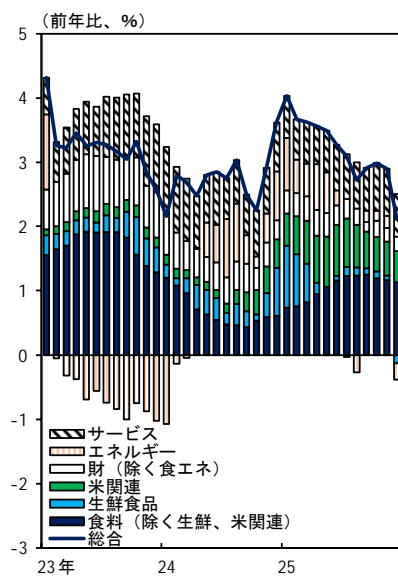 (前年比、%)
5
4
3
2
1
0
-1
-2
-3
サービス
エネルギー
財（除く食エネ）
米関連
生鮮食品
食料（除く生鮮、米関連）
総合
23年 24 25